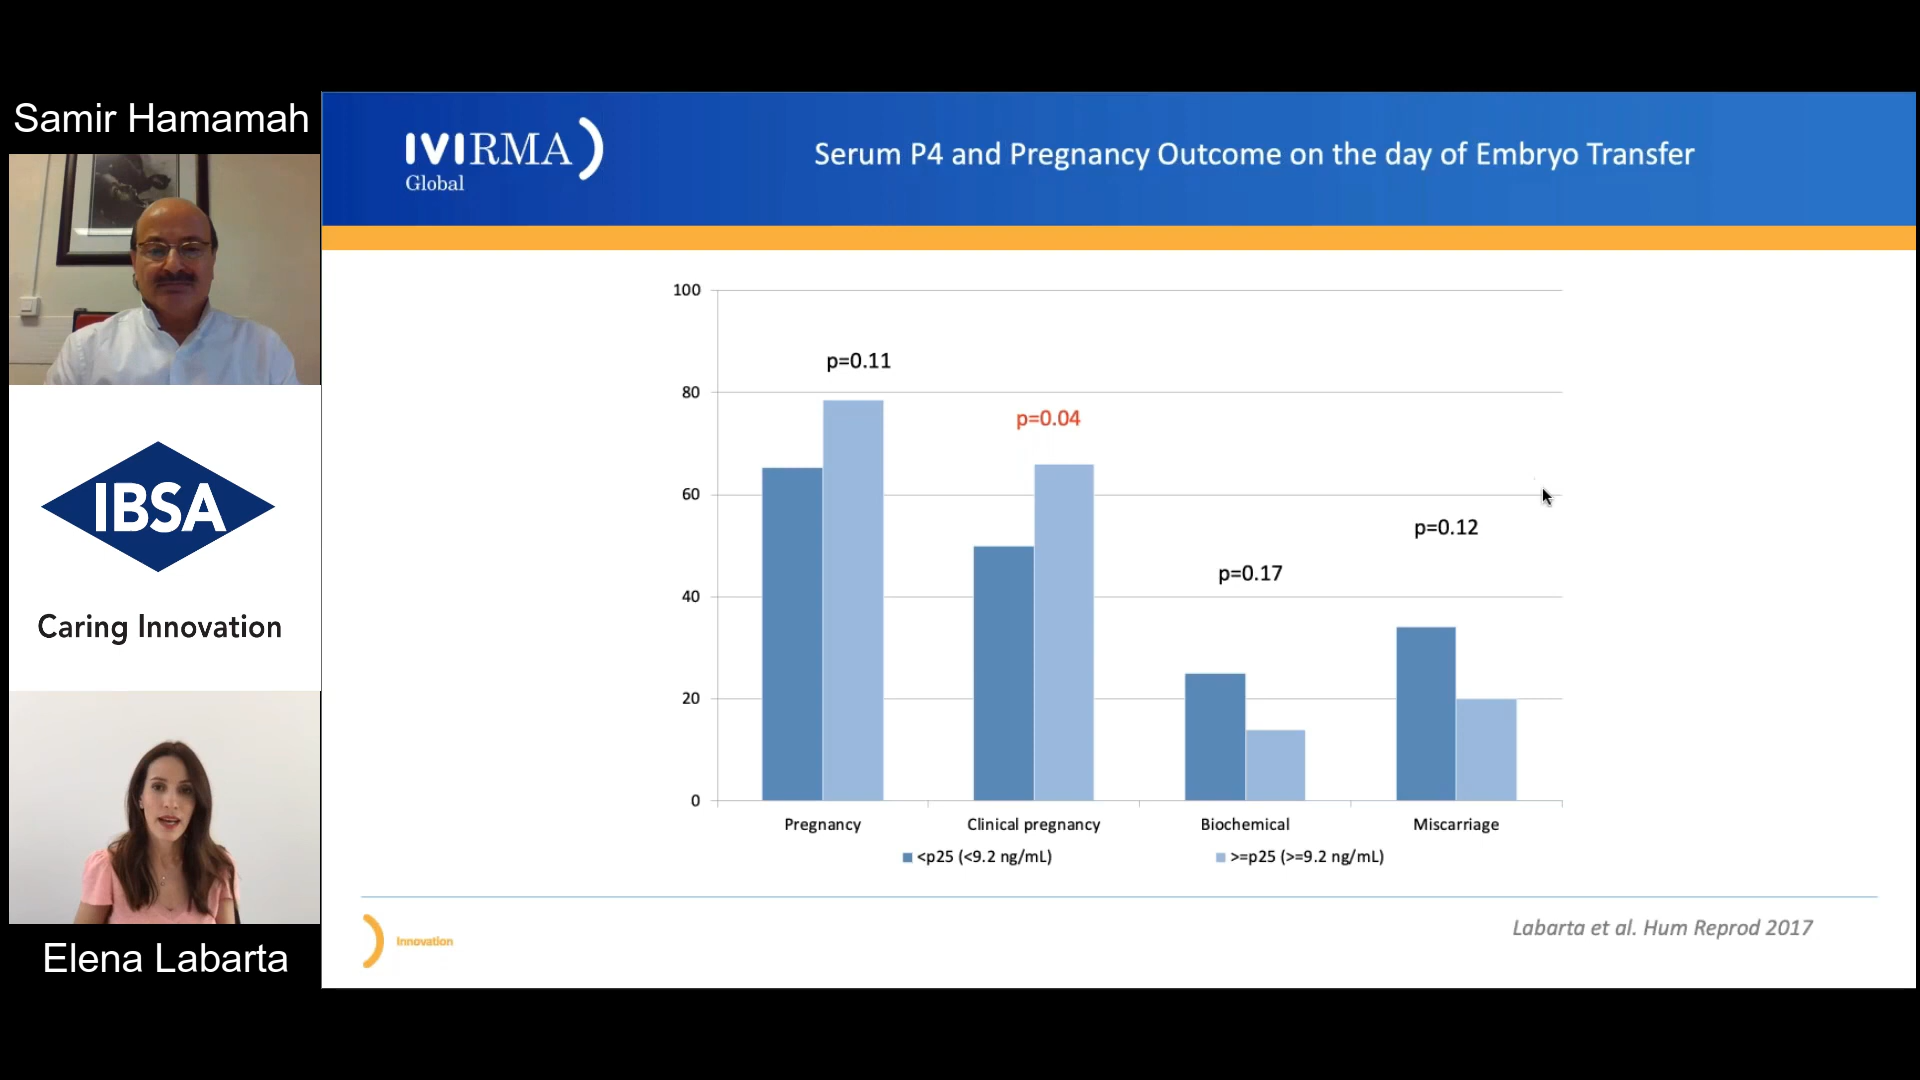 Samir Hamamah
IBSA
Caring Innovation
Elena Labarta
IVIRMA
Global
Serum P4 and Pregnancy Outcome on the day of Embryo Transfer
100
80
60
40
20
0
p=0.11
p=0.04
p=0.17
p=0.12
Pregnancy
Clinical pregnancy
Biochemical
Miscarriage
<p25 (<9.2 ng/mL)
>=p25 (>=9.2 ng/mL)
Innovation
Labarta et al. Hum Reprod 2017